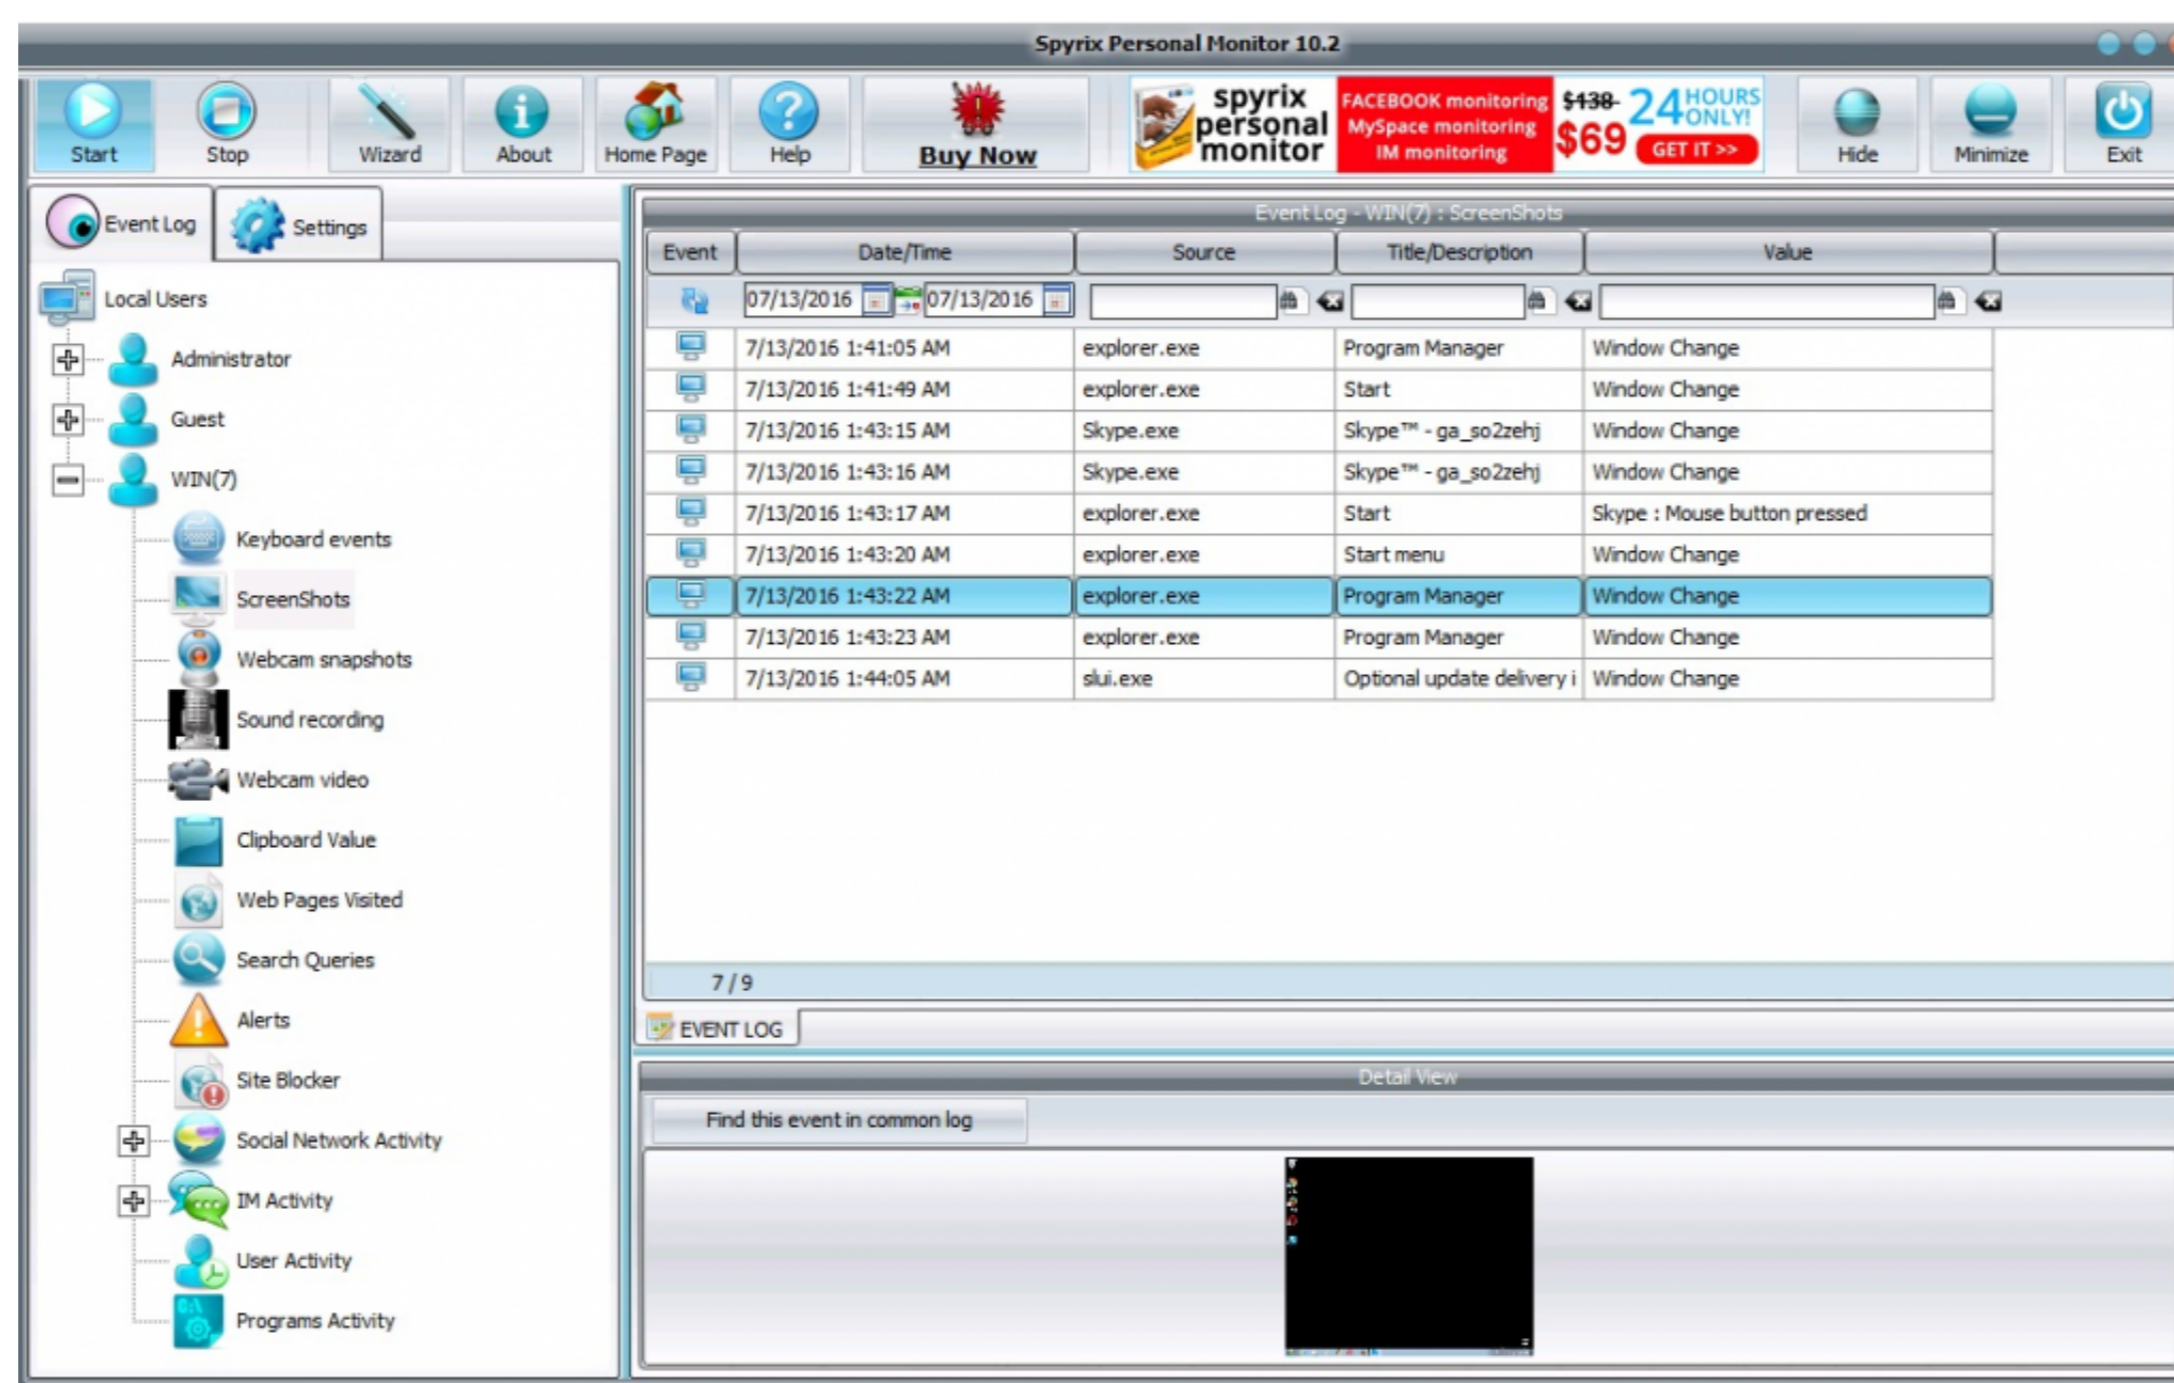 Spyrix Personal Monitor 10.2
Start
Stop
Wizard
About
Home Page
Help
Buy Now
spyrix
personal
monitor
FACEBOOK monitoring
MySpace monitoring
IM monitoring
$138
$69
24 HOURS ONLY!
GET IT >>
Hide
Minimize
Exit
Event Log
Settings
Local Users
Administrator
Guest
WIN(7)
Keyboard events
ScreenShots
Webcam snapshots
Sound recording
Webcam video
Clipboard Value
Web Pages Visited
Search Queries
Alerts
Site Blocker
Social Network Activity
IM Activity
User Activity
Programs Activity
Event Log - WIN(7) : ScreenShots
Event Date/Time Source Title/Description Value
07/13/2016 07/13/2016
7/13/2016 1:41:05 AM explorer.exe Program Manager Window Change
7/13/2016 1:41:49 AM explorer.exe Start Window Change
7/13/2016 1:43:15 AM Skype.exe Skype™ - ga_so2zehj Window Change
7/13/2016 1:43:16 AM Skype.exe Skype™ - ga_so2zehj Window Change
7/13/2016 1:43:17 AM explorer.exe Start Skype : Mouse button pressed
7/13/2016 1:43:20 AM explorer.exe Start menu Window Change
7/13/2016 1:43:22 AM explorer.exe Program Manager Window Change
7/13/2016 1:43:23 AM explorer.exe Program Manager Window Change
7/13/2016 1:44:05 AM slui.exe Optional update delivery i Window Change
7 / 9
EVENT LOG
Detail View
Find this event in common log